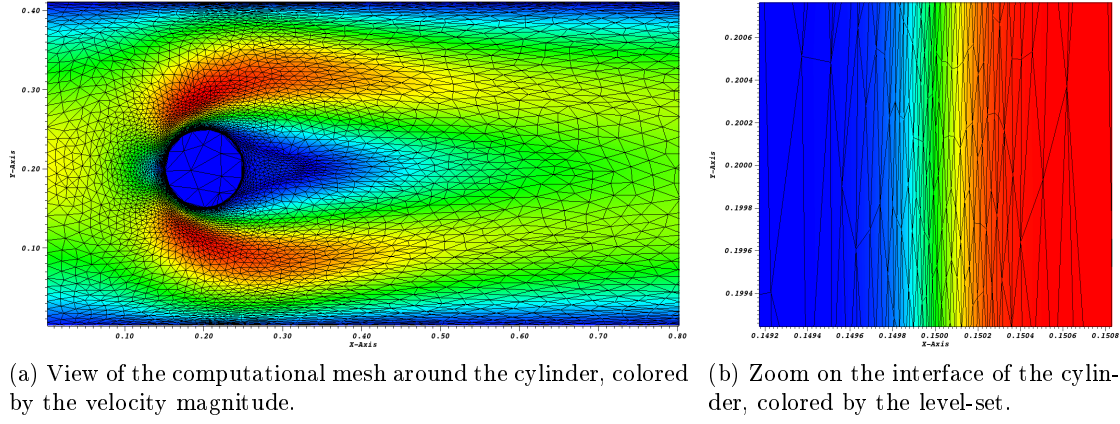 0.40
0.30
0.20
0.10
Y-Axis
0.10 0.20 0.30 0.40 0.50 0.60 0.70 0.80
X-Axis
0.2006
0.2004
0.2002
0.2000
0.1998
0.1996
0.1994
Y-Axis
0.1492 0.1494 0.1496 0.1498 0.1500 0.1502 0.1504 0.1506 0.1508
X-Axis
(a) View of the computational mesh around the cylinder, colored
by the velocity magnitude.
(b) Zoom on the interface of the cylin-
der, colored by the level-set.